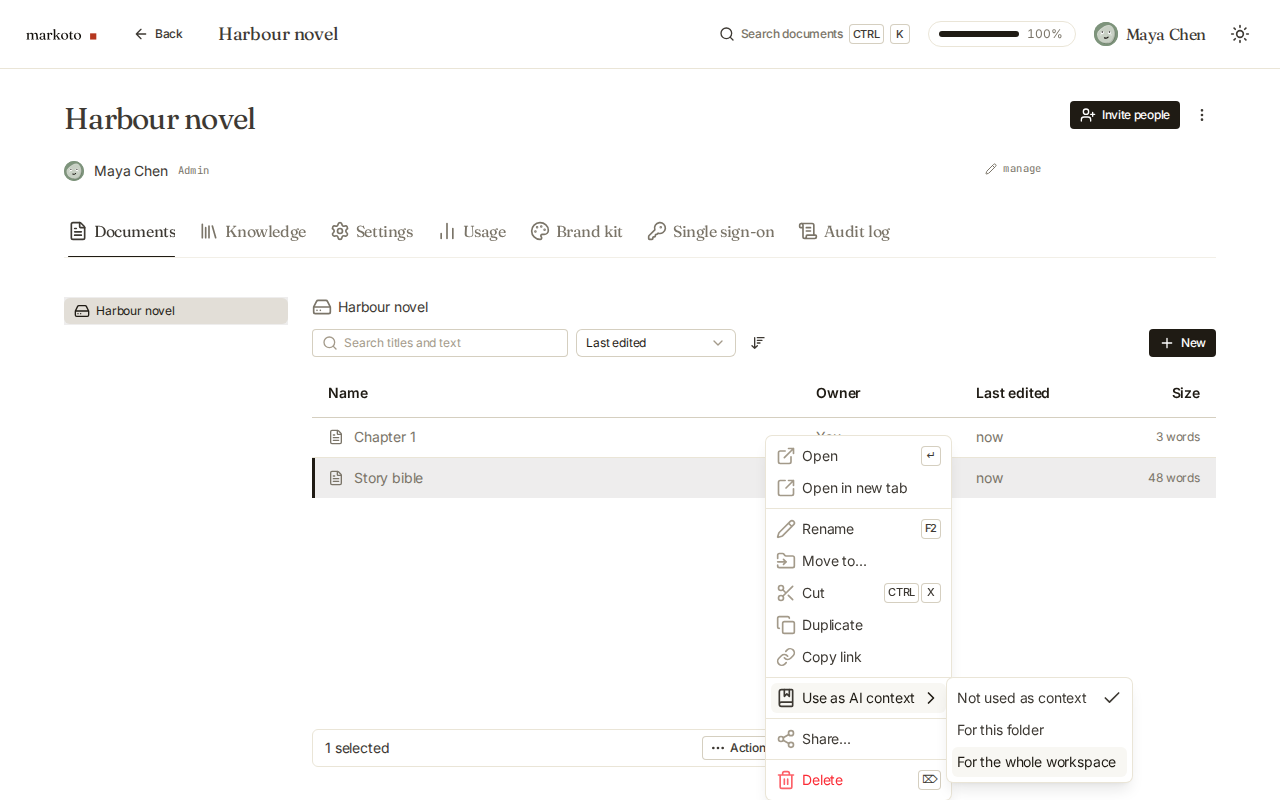 markoto
Back
Harbour novel
Search documents CTRL K
100%
Maya Chen
Harbour novel
Invite people
Maya Chen Admin
manage
Documents
Knowledge
Settings
Usage
Brand kit
Single sign-on
Audit log
Harbour novel
Harbour novel
Search titles and text
Last edited
New
Name Owner Last edited Size
Chapter 1 now 3 words
Story bible now 48 words
Open ↵
Open in new tab
Rename F2
Move to...
Cut CTRL X
Duplicate
Copy link
Use as AI context
Not used as context
For this folder
For the whole workspace
Share...
Delete ⌦
1 selected